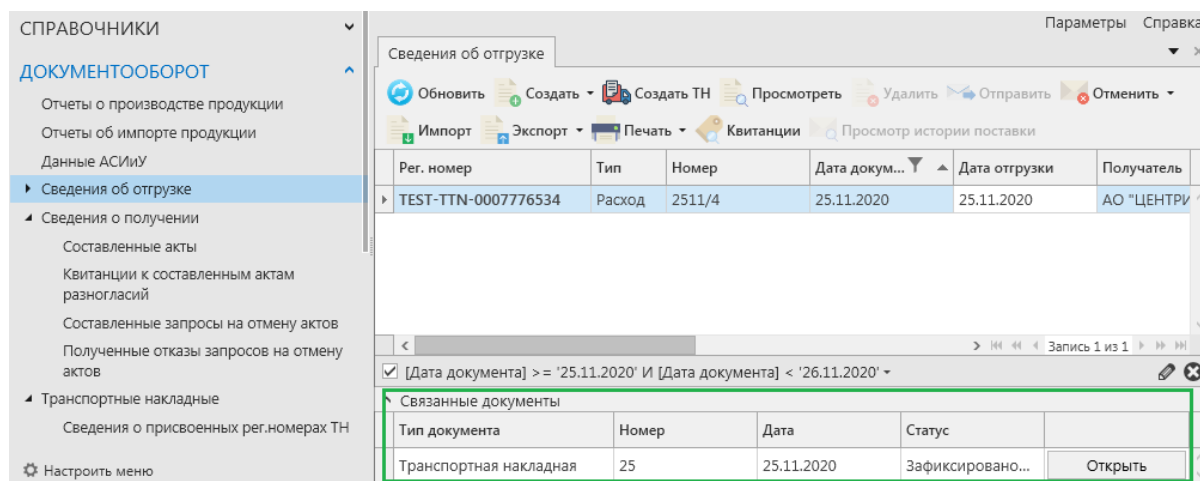 СПРАВОЧНИКИ
ДОКУМЕНТООБОРОТ
Отчеты о производстве продукции
Отчеты об импорте продукции
Данные АСИиУ
Сведения об отгрузке
Сведения о получении
Составленные акты
Квитанции к составленным актам
разногласий
Составленные запросы на отмену актов
Полученные отказы запросов на отмену
актов
Транспортные накладные
Сведения о присвоенных рег.номерах ТН
Настроить меню
Параметры Справка
Сведения об отгрузке
Обновить Создать Создать ТН Просмотреть Удалить Отправить Отменить
Импорт Экспорт Печать Квитанции Просмотр истории поставки
Рег. номер Тип Номер Дата докум... Дата отгрузки Получатель
TEST-TTN-0007776534 Расход 2511/4 25.11.2020 25.11.2020 АО "ЦЕНТРИ
Запись 1 из 1
[Дата документа] >= '25.11.2020' И [Дата документа] < '26.11.2020'
Связанные документы
Тип документа Номер Дата Статус
Транспортная накладная 25 25.11.2020 Зафиксировано... Открыть